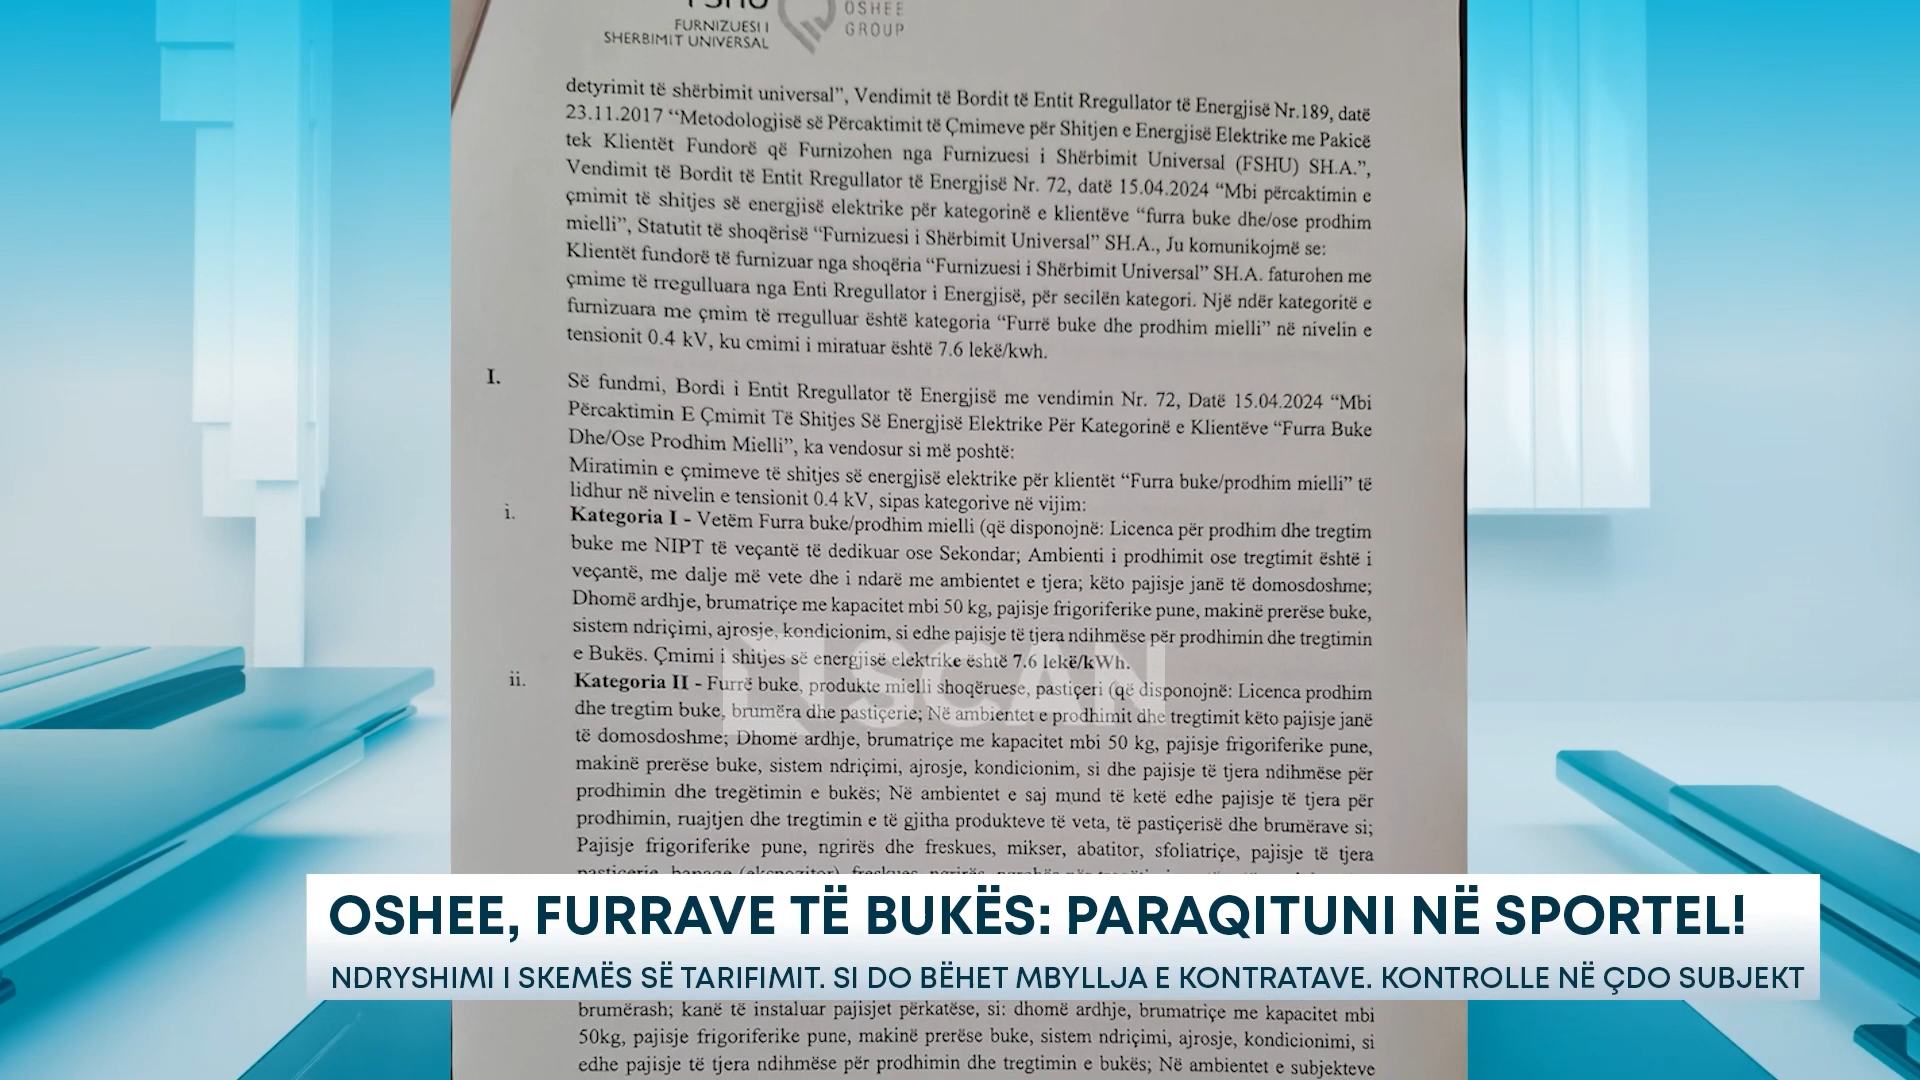 FSHU
FURNIZUESI I
SHERBIMIT UNIVERSAL
OSHEE
GROUP
detyrimit të shërbimit universal”, Vendimit të Bordit të Entit Rregullator të Energjisë Nr.189, datë
23.11.2017 “Metodologjisë së Përcaktimit të Çmimeve për Shitjen e Energjisë Elektrike me Pakicë
tek Klientët Fundorë që Furnizohen nga Furnizuesi i Shërbimit Universal (FSHU) SH.A.”,
Vendimit të Bordit të Entit Rregullator të Energjisë Nr. 72, datë 15.04.2024 “Mbi përcaktimin e
çmimit të shitjes së energjisë elektrike për kategorinë e klientëve “furra buke dhe/ose prodhim
mielli”, Statutit të shoqërisë “Furnizuesi i Shërbimit Universal” SH.A., Ju komunikojmë se:
Klientët fundorë të furnizuar nga shoqëria “Furnizuesi i Shërbimit Universal” SH.A. faturohen me
çmime të rregulluara nga Enti Rregullator i Energjisë, për secilën kategori. Një ndër kategoritë e
furnizuara me çmim të rregulluar është kategoria “Furrë buke dhe prodhim mielli” në nivelin e
tensionit 0.4 kV, ku cmimi i miratuar është 7.6 lekë/kwh.
I. Së fundmi, Bordi i Entit Rregullator të Energjisë me vendimin Nr. 72, Datë 15.04.2024 “Mbi
Përcaktimin E Çmimit Të Shitjes Së Energjisë Elektrike Për Kategorinë e Klientëve “Furra Buke
Dhe/Ose Prodhim Mielli”, ka vendosur si më poshtë:
Miratimin e çmimeve të shitjes së energjisë elektrike për klientët “Furra buke/prodhim mielli” të
lidhur në nivelin e tensionit 0.4 kV, sipas kategorive në vijim:
i. Kategoria I - Vetëm Furra buke/prodhim mielli (që disponojnë: Licenca për prodhim dhe tregtim
buke me NIPT të veçantë të dedikuar ose Sekondar; Ambienti i prodhimit ose tregtimit është i
veçantë, me dalje më vete dhe i ndarë me ambientet e tjera; këto pajisje janë të domosdoshme;
Dhomë ardhje, brumatriçe me kapacitet mbi 50 kg, pajisje frigoriferike pune, makinë prerëse buke,
sistem ndriçimi, ajrosje, kondicionim, si edhe pajisje të tjera ndihmëse për prodhimin dhe tregtimin
e Bukës. Çmimi i shitjes së energjisë elektrike është 7.6 lekë/kWh.
ii. Kategoria II - Furrë buke, produkte mielli shoqëruese, pastiçeri (që disponojnë: Licenca prodhim
dhe tregtim buke, brumëra dhe pastiçerie; Në ambientet e prodhimit dhe tregtimit këto pajisje janë
të domosdoshme; Dhomë ardhje, brumatriçe me kapacitet mbi 50 kg, pajisje frigoriferike pune,
makinë prerëse buke, sistem ndriçimi, ajrosje, kondicionim, si dhe pajisje të tjera ndihmëse për
prodhimin dhe tregëtimin e bukës; Në ambientet e saj mund të ketë edhe pajisje të tjera për
prodhimin, ruajtjen dhe tregtimin e të gjitha produkteve të veta, të pastiçerisë dhe brumërave si;
Pajisje frigoriferike pune, ngrirës dhe freskues, mikser, abatitor, sfoliatriçe, pajisje të tjera
SCAN
OSHEE, FURRAVE TË BUKËS: PARAQITUNI NË SPORTEL!
NDRYSHIMI I SKEMËS SË TARIFIMIT. SI DO BËHET MBYLLJA E KONTRATAVE. KONTROLLE NË ÇDO SUBJEKT
brumërash; kanë të instaluar pajisjet përkatëse, si: dhomë ardhje, brumatriçe me kapacitet mbi
50kg, pajisje frigoriferike pune, makinë prerëse buke, sistem ndriçimi, ajrosje, kondicionimi, si
edhe pajisje të tjera ndihmëse për prodhimin dhe tregtimin e bukës; Në ambientet e subjekteve